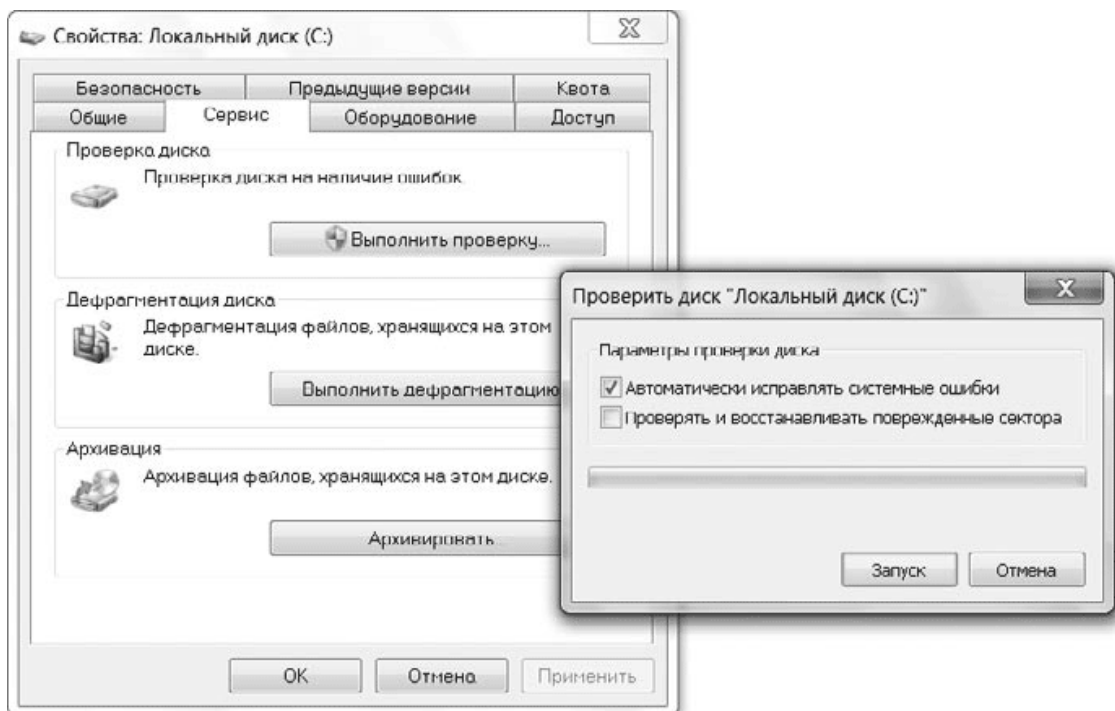 Свойства: Локальный диск (C:)
Безопасность
Предыдущие версии
Квота
Общие
Сервис
Оборудование
Доступ
Проверка диска
Проверка диска на наличие ошибок.
Выполнить проверку...
Дефрагментация диска
Дефрагментация файлов, хранящихся на этом
диске.
Выполнить дефрагментацию
Архивация
Архивация файлов, хранящихся на этом диске.
Архивировать...
OK
Отмена
Применить
Проверить диск "Локальный диск (C:)"
Параметры проверки диска
Автоматически исправлять системные ошибки
Проверять и восстанавливать поврежденные сектора
Запуск
Отмена